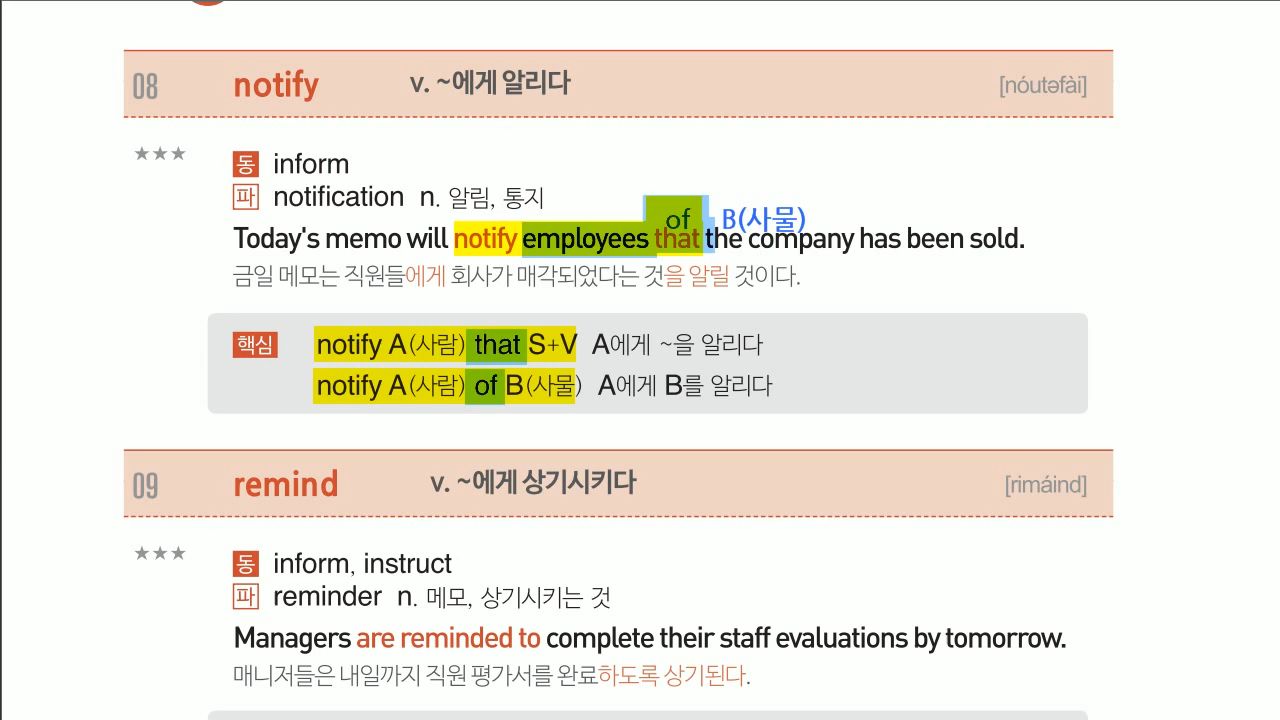 08 notify v. ~에게 알리다 [nóutəfài]
★★★ 동 inform
파 notification n. 알림, 통지
of B(사물)
Today's memo will notify employees that the company has been sold.
금일 메모는 직원들에게 회사가 매각되었다는 것을 알릴 것이다.
핵심 notify A(사람) that S+V A에게 ~을 알리다
notify A(사람) of B(사물) A에게 B를 알리다
09 remind v. ~에게 상기시키다 [rimáind]
★★★ 동 inform, instruct
파 reminder n. 메모, 상기시키는 것
Managers are reminded to complete their staff evaluations by tomorrow.
매니저들은 내일까지 직원 평가서를 완료하도록 상기된다.